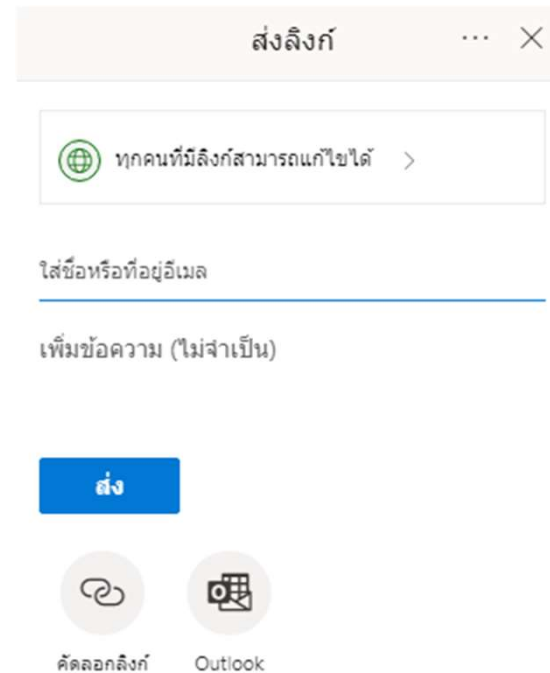 ส่งลิงก์
ทุกคนที่มีลิงก์สามารถแก้ไขได้
ใส่ชื่อหรือที่อยู่อีเมล
เพิ่มข้อความ (ไม่จำเป็น)
ส่ง
คัดลอกลิงก์ Outlook